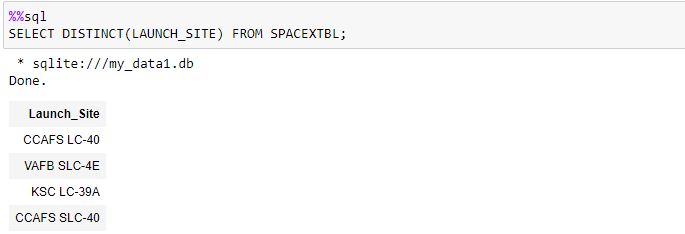 %%sql
SELECT DISTINCT(LAUNCH_SITE) FROM SPACEXTBL;
* sqlite:///my_data1.db
Done.
Launch_Site
CCAFS LC-40
VAFB SLC-4E
KSC LC-39A
CCAFS SLC-40